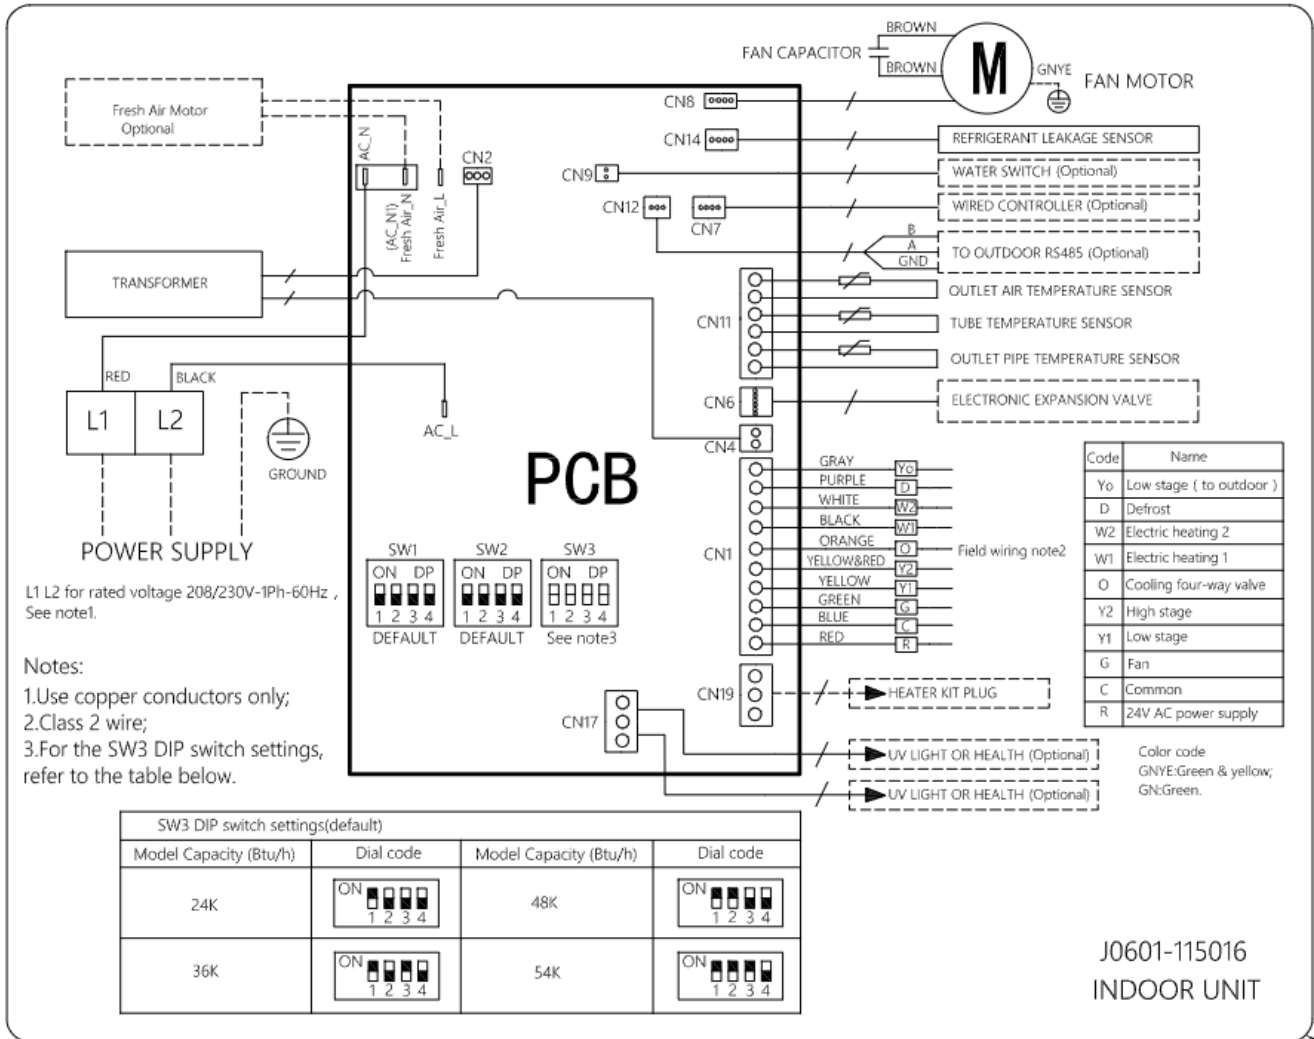 BROWN
FAN CAPACITOR
BROWN
M
GNYE
FAN MOTOR
Fresh Air Motor
Optional
AC_N
(AC_N1)
Fresh Air_N
Fresh Air_L
CN2
CN8
CN14
REFRIGERANT LEAKAGE SENSOR
CN9
WATER SWITCH (Optional)
CN12
CN7
WIRED CONTROLLER (Optional)
B
A
GND
TO OUTDOOR RS485 (Optional)
TRANSFORMER
CN11
OUTLET AIR TEMPERATURE SENSOR
TUBE TEMPERATURE SENSOR
OUTLET PIPE TEMPERATURE SENSOR
CN6
ELECTRONIC EXPANSION VALVE
RED
BLACK
L1
L2
GROUND
AC_L
CN4
POWER SUPPLY
L1 L2 for rated voltage 208/230V-1Ph-60Hz ,
See note1.
PCB
CN1
GRAY Yo
PURPLE D
WHITE W2
BLACK W1
ORANGE O
YELLOW&RED Y2
YELLOW Y1
GREEN G
BLUE C
RED R
Field wiring note2
Code Name
Yo Low stage ( to outdoor )
D Defrost
W2 Electric heating 2
W1 Electric heating 1
O Cooling four-way valve
Y2 High stage
Y1 Low stage
G Fan
C Common
R 24V AC power supply
SW1 SW2 SW3
ON DP ON DP ON DP
1 2 3 4 1 2 3 4 1 2 3 4
DEFAULT DEFAULT See note3
Notes:
1.Use copper conductors only;
2.Class 2 wire;
3.For the SW3 DIP switch settings,
refer to the table below.
CN19
HEATER KIT PLUG
CN17
UV LIGHT OR HEALTH (Optional)
UV LIGHT OR HEALTH (Optional)
Color code
GNYE:Green & yellow;
GN:Green.
SW3 DIP switch settings(default)
Model Capacity (Btu/h) Dial code Model Capacity (Btu/h) Dial code
24K ON 1 2 3 4 48K ON 1 2 3 4
36K ON 1 2 3 4 54K ON 1 2 3 4
J0601-115016
INDOOR UNIT